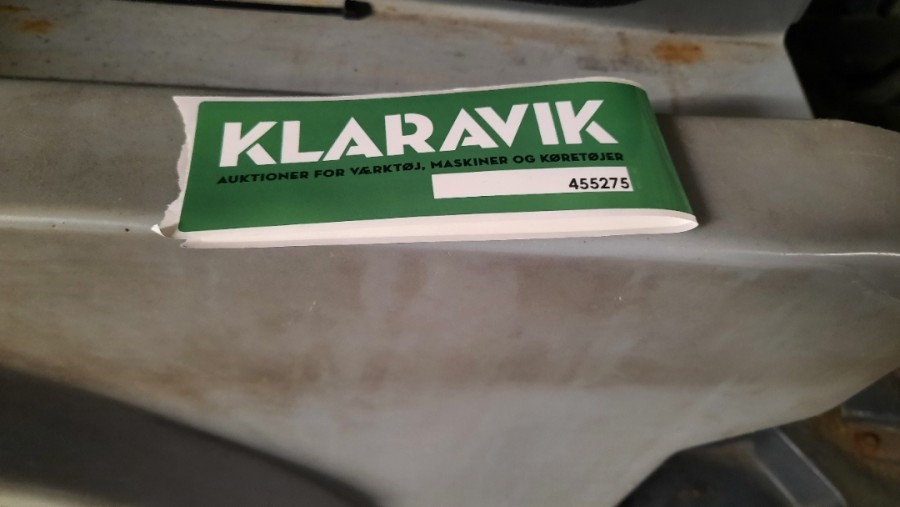 KLARAVIK
AUKTIONER FOR VÆRKTØJ, MASKINER OG KØRETØJER
455275